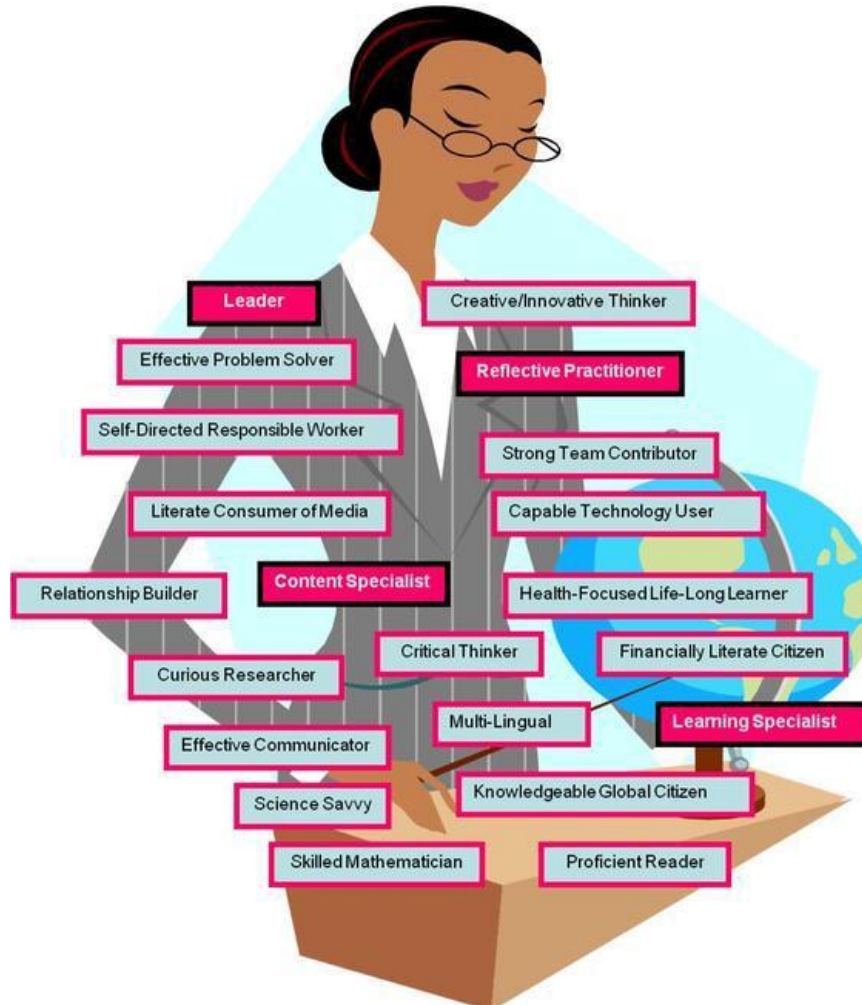 Leader
Creative/Innovative Thinker
Effective Problem Solver
Reflective Practitioner
Self-Directed Responsible Worker
Strong Team Contributor
Literate Consumer of Media
Capable Technology User
Content Specialist
Relationship Builder
Health-Focused Life-Long Learner
Critical Thinker
Financially Literate Citizen
Curious Researcher
Multi-Lingual
Learning Specialist
Effective Communicator
Knowledgeable Global Citizen
Science Savvy
Skilled Mathematician
Proficient Reader